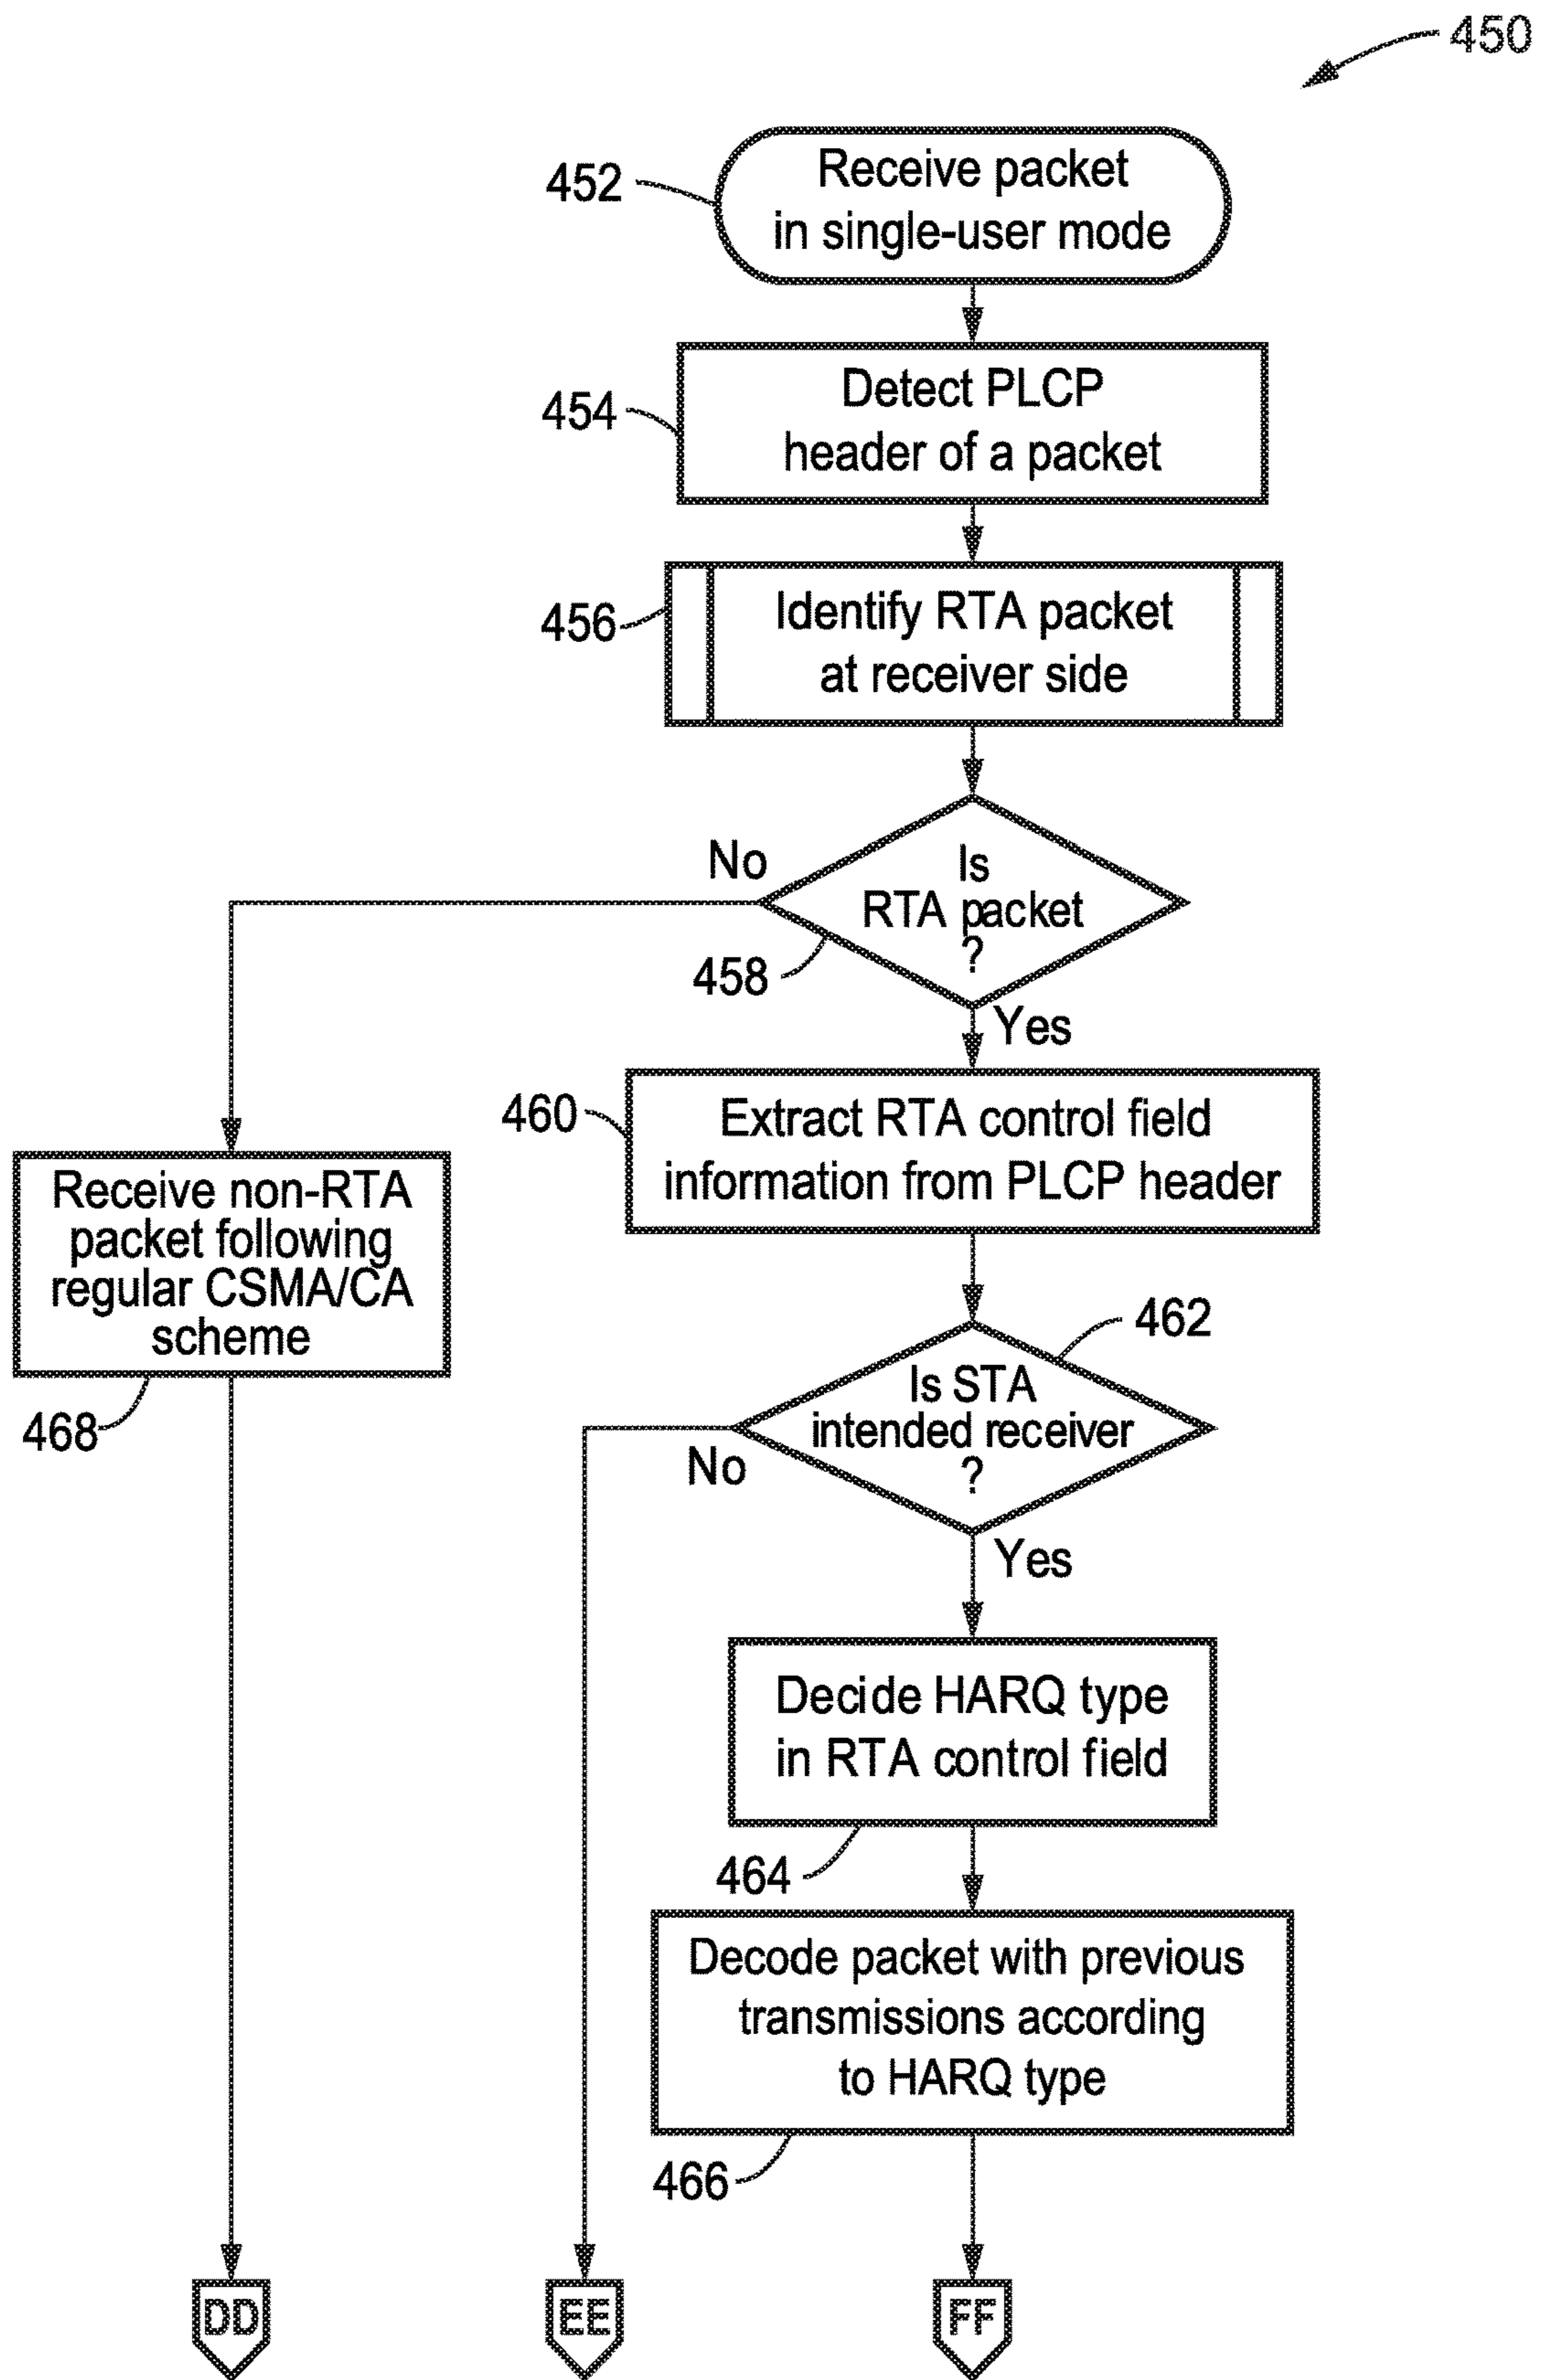 450
452
Receive packet
in single-user mode
454
Detect PLCP
header of a packet
456
Identify RTA packet
at receiver side
No
Is
RTA packet
?
458
Yes
460
Extract RTA control field
information from PLCP header
Receive non-RTA
packet following
regular CSMA/CA
scheme
468
462
Is STA
intended receiver
?
No
Yes
Decide HARQ type
in RTA control field
464
Decode packet with previous
transmissions according
to HARQ type
466
DD
EE
FF